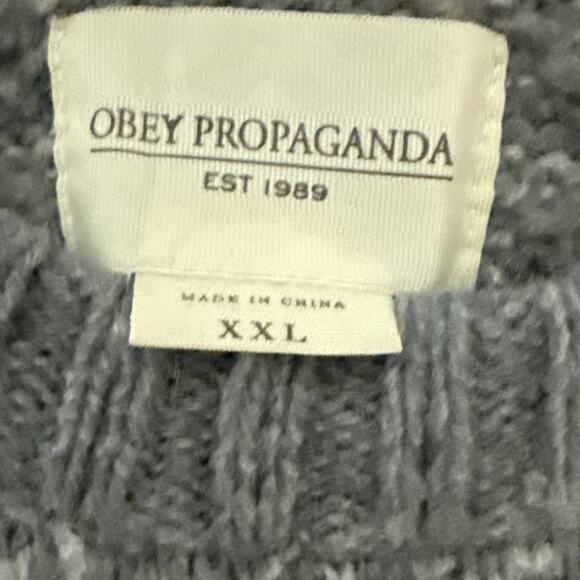 OBEY PROPAGANDA
EST 1989
MADE IN CHINA
XXL